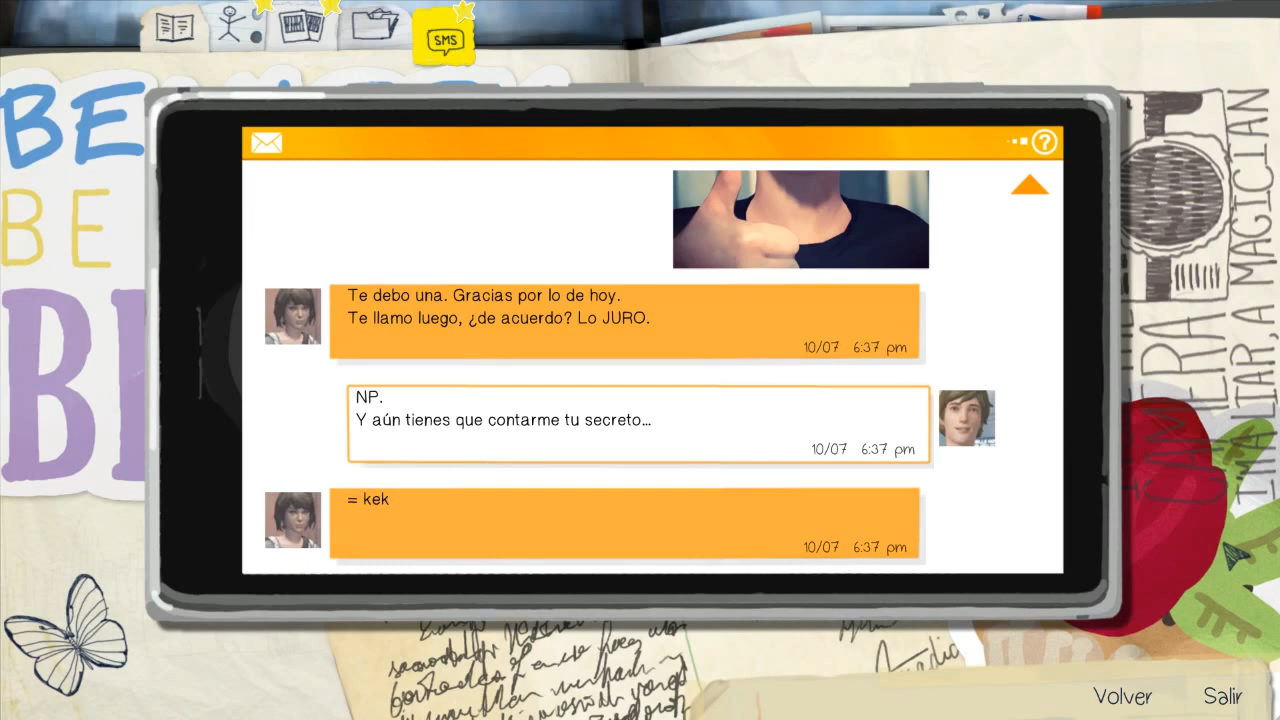 SMS
BE
BE
?
Te debo una. Gracias por lo de hoy.
Te llamo luego, ¿de acuerdo? Lo JURO.
10/07 6:37 pm
NP.
Y aún tienes que contarme tu secreto...
10/07 6:37 pm
= kek
10/07 6:37 pm
CAMERA
TAR, A MAGICIAN
Volver
Salir